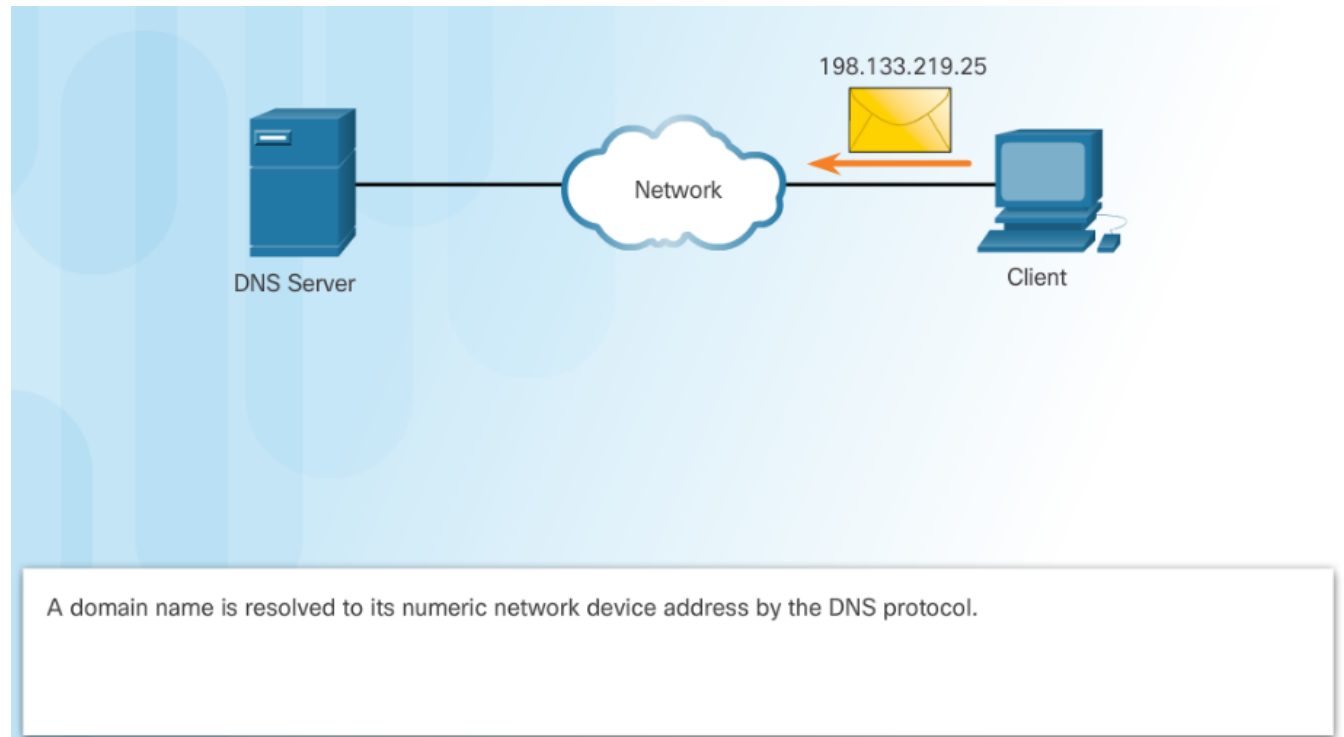 198.133.219.25
Network
DNS Server
Client
A domain name is resolved to its numeric network device address by the DNS protocol.